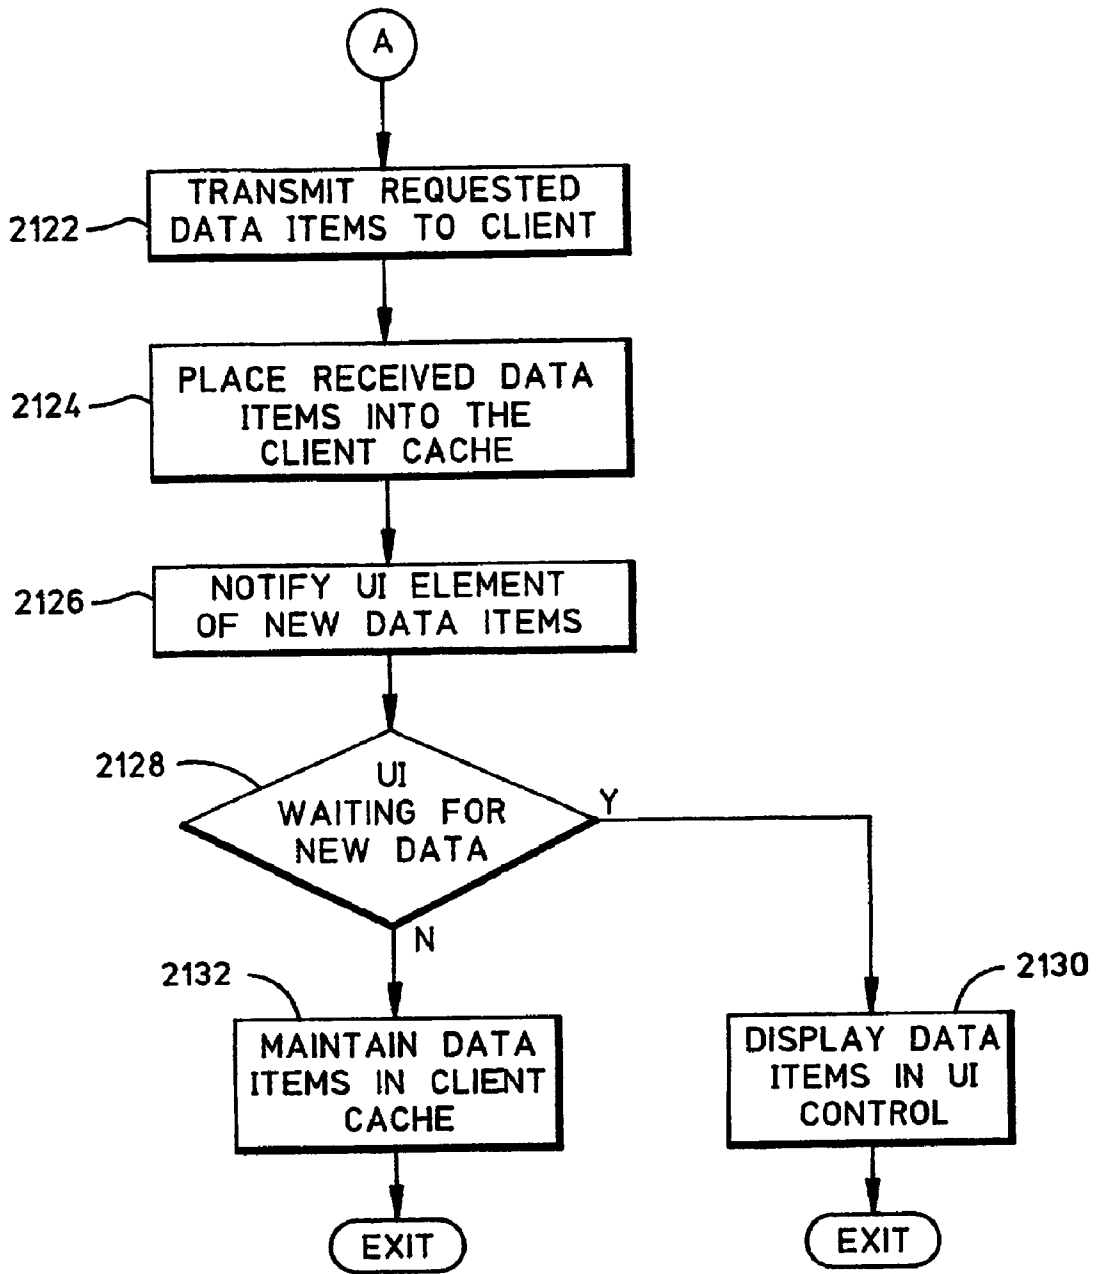 A
TRANSMIT REQUESTED
DATA ITEMS TO CLIENT
2122
PLACE RECEIVED DATA
ITEMS INTO THE
CLIENT CACHE
2124
NOTIFY UI ELEMENT
OF NEW DATA ITEMS
2126
2128
UI
WAITING FOR
NEW DATA
Y
N
2132
MAINTAIN DATA
ITEMS IN CLIENT
CACHE
EXIT
2130
DISPLAY DATA
ITEMS IN UI
CONTROL
EXIT